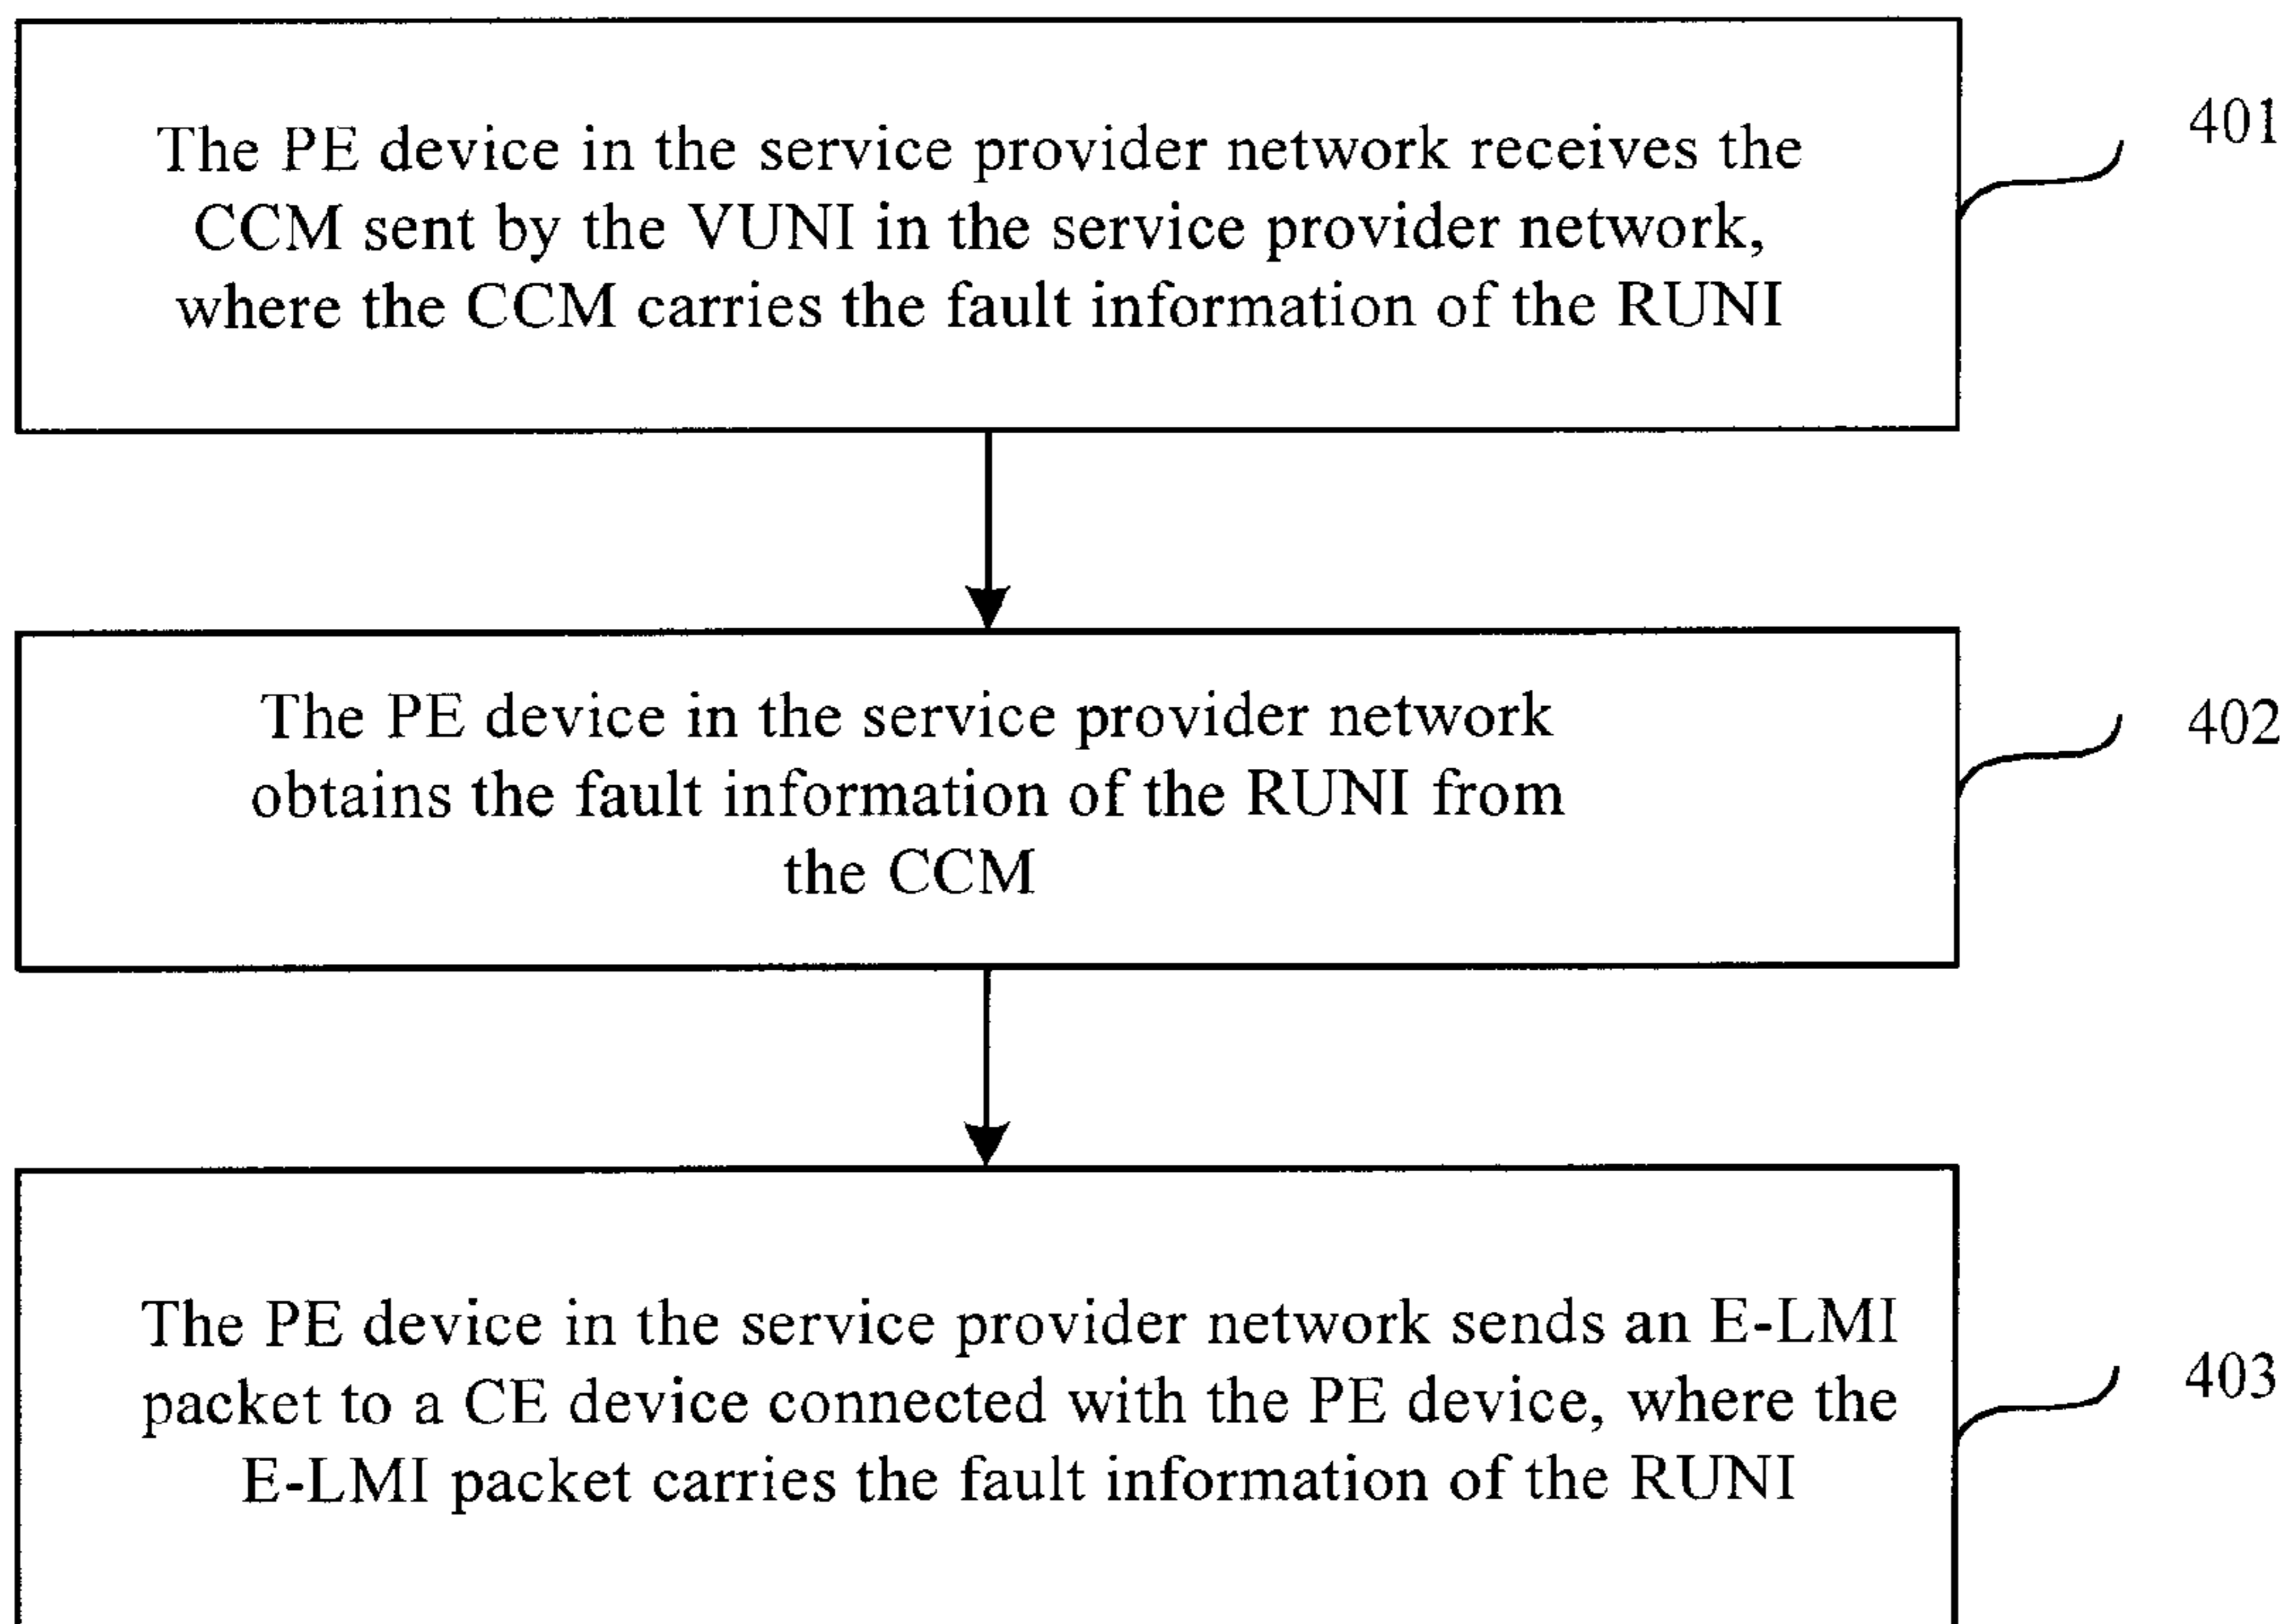 The PE device in the service provider network receives the
CCM sent by the VUNI in the service provider network,
where the CCM carries the fault information of the RUNI
401
The PE device in the service provider network
obtains the fault information of the RUNI from
the CCM
402
The PE device in the service provider network sends an E-LMI
packet to a CE device connected with the PE device, where the
E-LMI packet carries the fault information of the RUNI
403